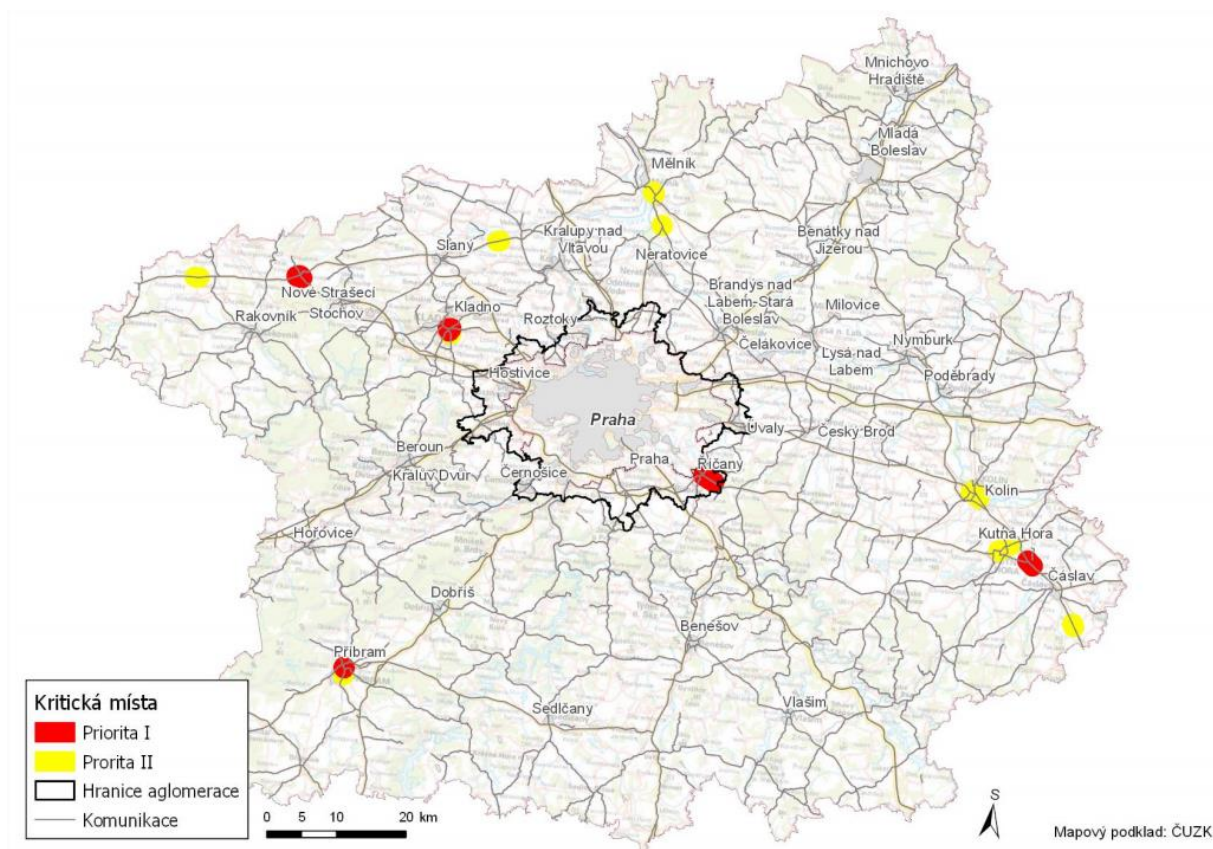 Mnichovo
Hradiště
Mladá
Boleslav
Mělník
Slaný
Kralupy nad
Vltavou
Neratovice
Benátky nad
Jizerou
Nové Strašecí
Stochov
Rakovník
Kladno
Roztoky
Brandýs nad
Labem-Stará
Boleslav
Milovice
Čelákovice
Lysá nad
Labem
Nymburk
Poděbrady
Hostivice
Praha
Úvaly
Český Brod
Beroun
Králův Dvůr
Černošice
Praha
Říčany
Kolín
Hořovice
Kutná Hora
Čáslav
Dobříš
Benešov
Příbram
Sedlčany
Vlašim
Kritická místa
Priorita I
Prorita II
Hranice aglomerace
Komunikace
0 5 10 20 km
S
Mapový podklad: ČUZK